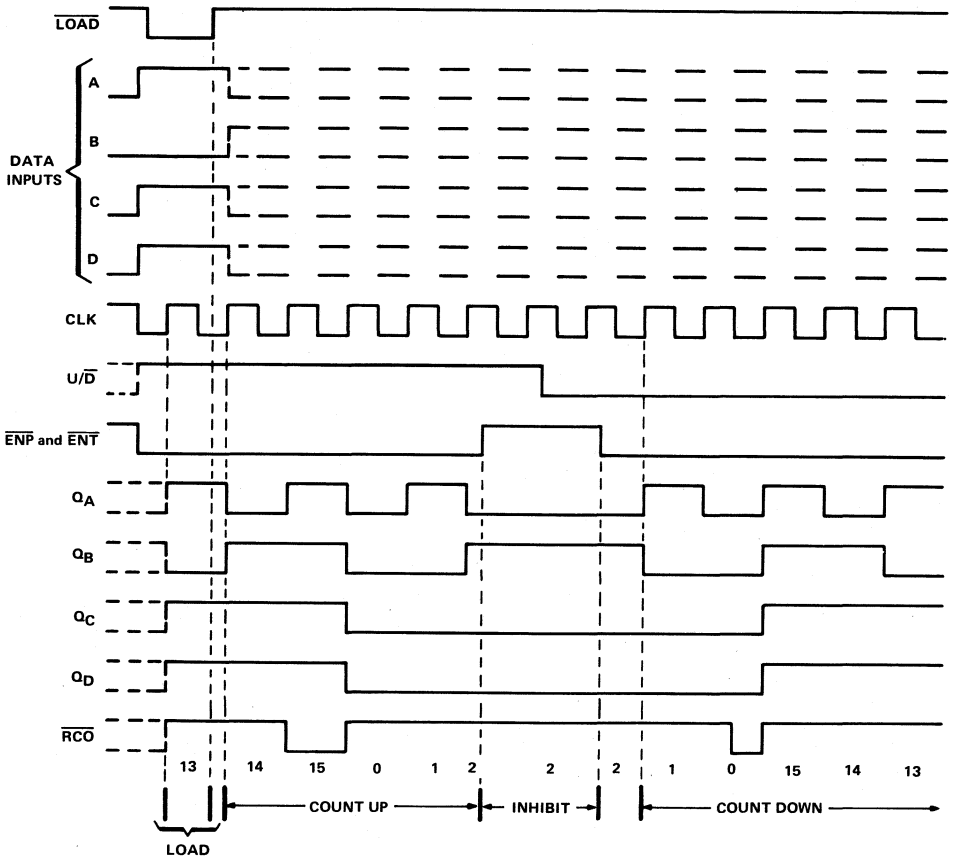 LOAD
A
B
DATA
INPUTS
C
D
CLK
U/D
ENP and ENT
QA
QB
QC
QD
RCO
13 14 15 0 1 2 2 2 1 0 15 14 13
COUNT UP INHIBIT COUNT DOWN
LOAD